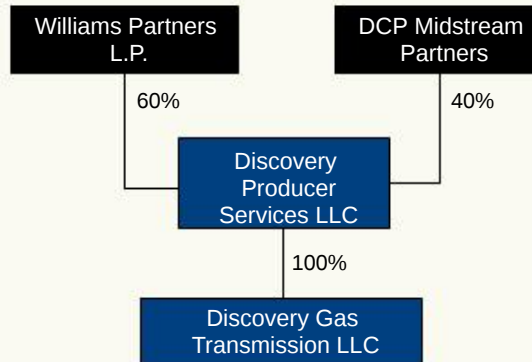 Williams Partners
L.P.
DCP Midstream
Partners
60%
40%
Discovery
Producer
Services LLC
100%
Discovery Gas
Transmission LLC